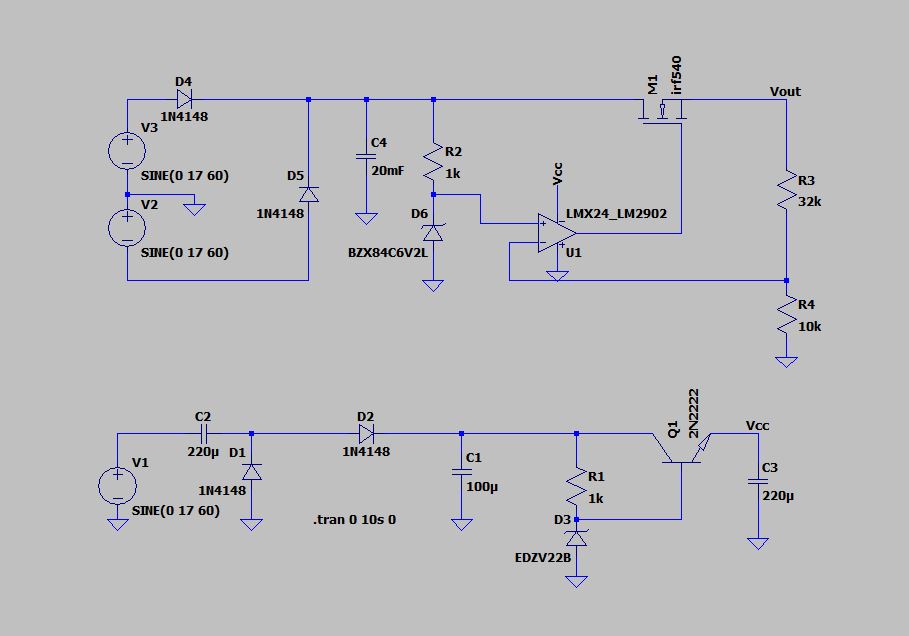 D4
1N4148
V3
SINE(0 17 60)
V2
SINE(0 17 60)
D5
1N4148
C4
20mF
R2
1k
D6
BZX84C6V2L
Vcc
LMX24_LM2902
U1
M1
irf540
Vout
R3
32k
R4
10k
C2
220µ
V1
SINE(0 17 60)
D1
1N4148
D2
1N4148
.tran 0 10s 0
C1
100µ
R1
1k
D3
EDZV22B
Q1
2N2222
Vcc
C3
220µ